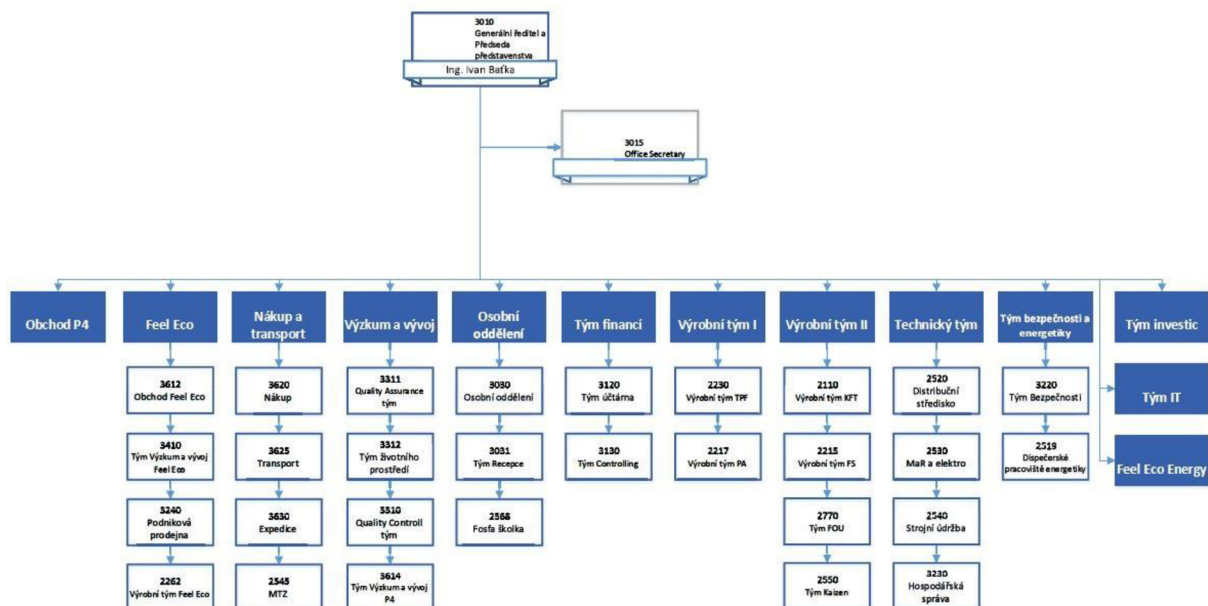 3010
Generální ředitel a
Předseda
představenstva
Ing. Ivan Baťka
3015
Office Secretary
Obchod P4
Feel Eco
Nákup a
transport
Výzkum a vývoj
Osobní
oddělení
Tým financí
Výrobní tým I
Výrobní tým II
Technický tým
Tým bezpečnosti a
energetiky
Tým investic
3612
Obchod Feel Eco
3620
Nákup
3311
Quality Assurance
tým
3030
Osobní oddělení
3120
Tým účtárna
2230
Výrobní tým TPF
2110
Výrobní tým KFT
2520
Distribuční
středisko
3220
Tým Bezpečnosti
Tým IT
3410
Tým Výzkum a vývoj
Feel Eco
3625
Transport
3312
Tým životního
prostředí
3031
Tým Recepce
3130
Tým Controlling
2217
Výrobní tým PA
2215
Výrobní tým FS
2530
MaR a elektro
2519
Dispečerské
pracoviště energetiky
Feel Eco Energy
3240
Podniková
prodejna
3630
Expedice
3310
Quality Controll
tým
2568
Fosfa školka
2770
Tým FOU
2540
Strojní údržba
2262
Výrobní tým Feel Eco
2545
MTZ
3614
Tým Výzkum a vývoj
P4
2550
Tým Kaizen
3230
Hospodářská
správa